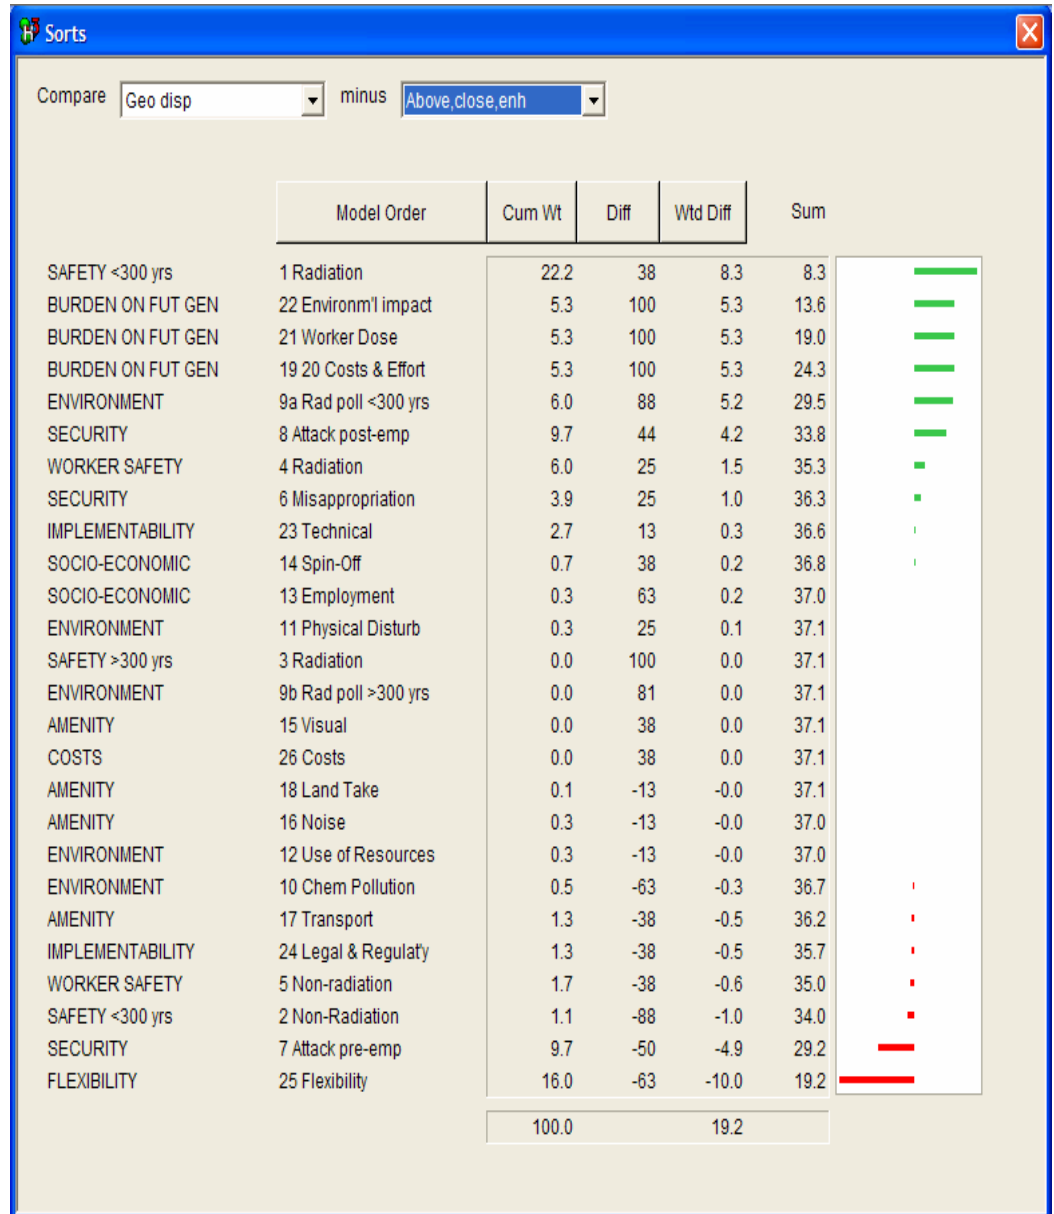 Sorts
Compare Geo disp minus Above,close,enh
Model Order Cum Wt Diff Wtd Diff Sum
SAFETY <300 yrs 1 Radiation 22.2 38 8.3 8.3
BURDEN ON FUT GEN 22 Environm'l impact 5.3 100 5.3 13.6
BURDEN ON FUT GEN 21 Worker Dose 5.3 100 5.3 19.0
BURDEN ON FUT GEN 19 20 Costs & Effort 5.3 100 5.3 24.3
ENVIRONMENT 9a Rad poll <300 yrs 6.0 88 5.2 29.5
SECURITY 8 Attack post-emp 9.7 44 4.2 33.8
WORKER SAFETY 4 Radiation 6.0 25 1.5 35.3
SECURITY 6 Misappropriation 3.9 25 1.0 36.3
IMPLEMENTABILITY 23 Technical 2.7 13 0.3 36.6
SOCIO-ECONOMIC 14 Spin-Off 0.7 38 0.2 36.8
SOCIO-ECONOMIC 13 Employment 0.3 63 0.2 37.0
ENVIRONMENT 11 Physical Disturb 0.3 25 0.1 37.1
SAFETY >300 yrs 3 Radiation 0.0 100 0.0 37.1
ENVIRONMENT 9b Rad poll >300 yrs 0.0 81 0.0 37.1
AMENITY 15 Visual 0.0 38 0.0 37.1
COSTS 26 Costs 0.0 38 0.0 37.1
AMENITY 18 Land Take 0.1 -13 -0.0 37.1
AMENITY 16 Noise 0.3 -13 -0.0 37.0
ENVIRONMENT 12 Use of Resources 0.3 -13 -0.0 37.0
ENVIRONMENT 10 Chem Pollution 0.5 -63 -0.3 36.7
AMENITY 17 Transport 1.3 -38 -0.5 36.2
IMPLEMENTABILITY 24 Legal & Regulat'y 1.3 -38 -0.5 35.7
WORKER SAFETY 5 Non-radiation 1.7 -38 -0.6 35.0
SAFETY <300 yrs 2 Non-Radiation 1.1 -88 -1.0 34.0
SECURITY 7 Attack pre-emp 9.7 -50 -4.9 29.2
FLEXIBILITY 25 Flexibility 16.0 -63 -10.0 19.2
100.0 19.2